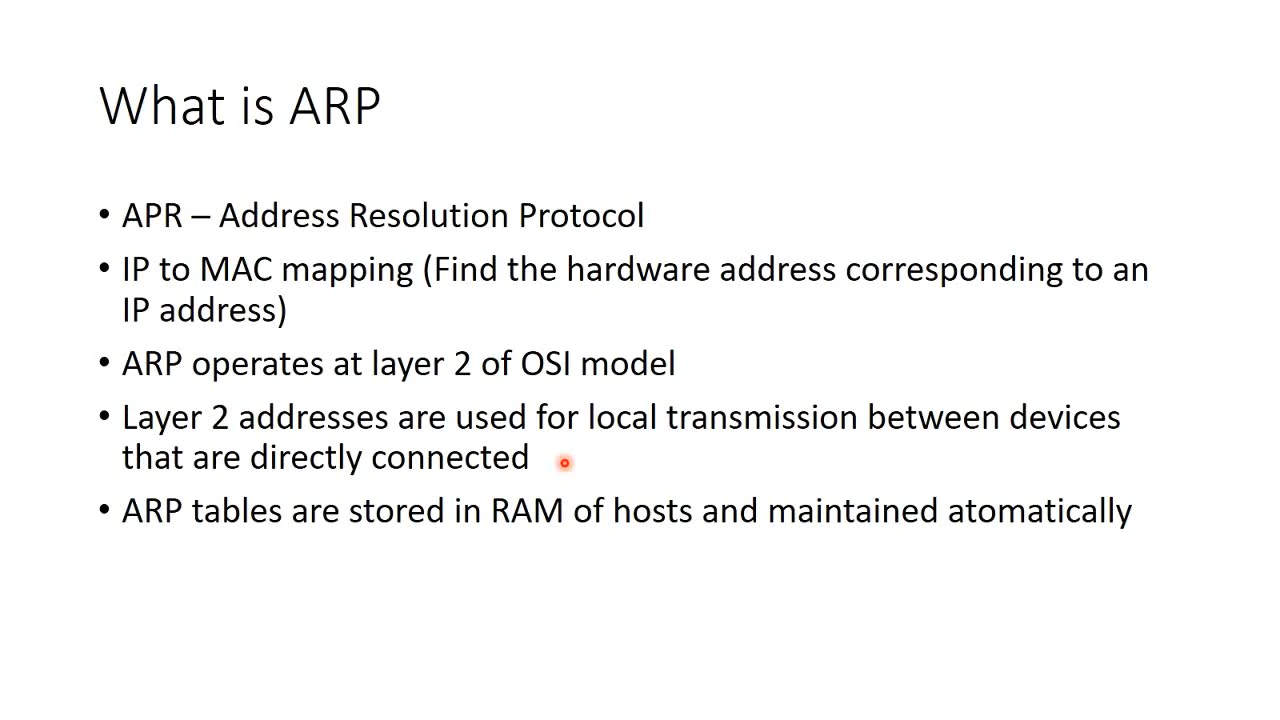 What is ARP
• APR – Address Resolution Protocol
• IP to MAC mapping (Find the hardware address corresponding to an
IP address)
• ARP operates at layer 2 of OSI model
• Layer 2 addresses are used for local transmission between devices
that are directly connected
• ARP tables are stored in RAM of hosts and maintained atomatically